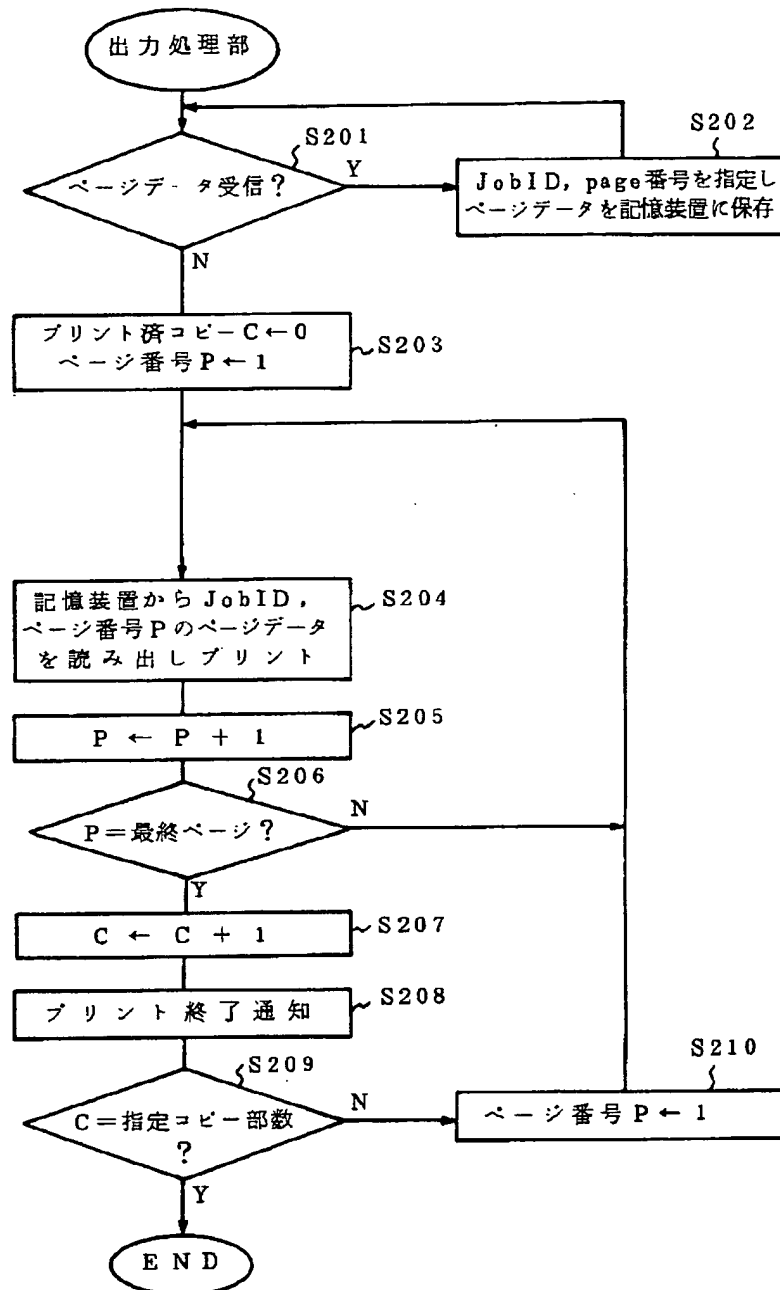 出力処理部
S201
ページデータ受信?
Y
S202
JobID, page番号を指定し
ページデータを記憶装置に保存
N
プリント済コピーC←0
ページ番号P←1
S203
記憶装置からJobID,
ページ番号Pのページデータ
を読み出しプリント
S204
P ← P + 1
S205
S206
P=最終ページ?
N
Y
C ← C + 1
S207
プリント終了通知
S208
S209
C=指定コピー部数
?
N
S210
ページ番号P←1
Y
END